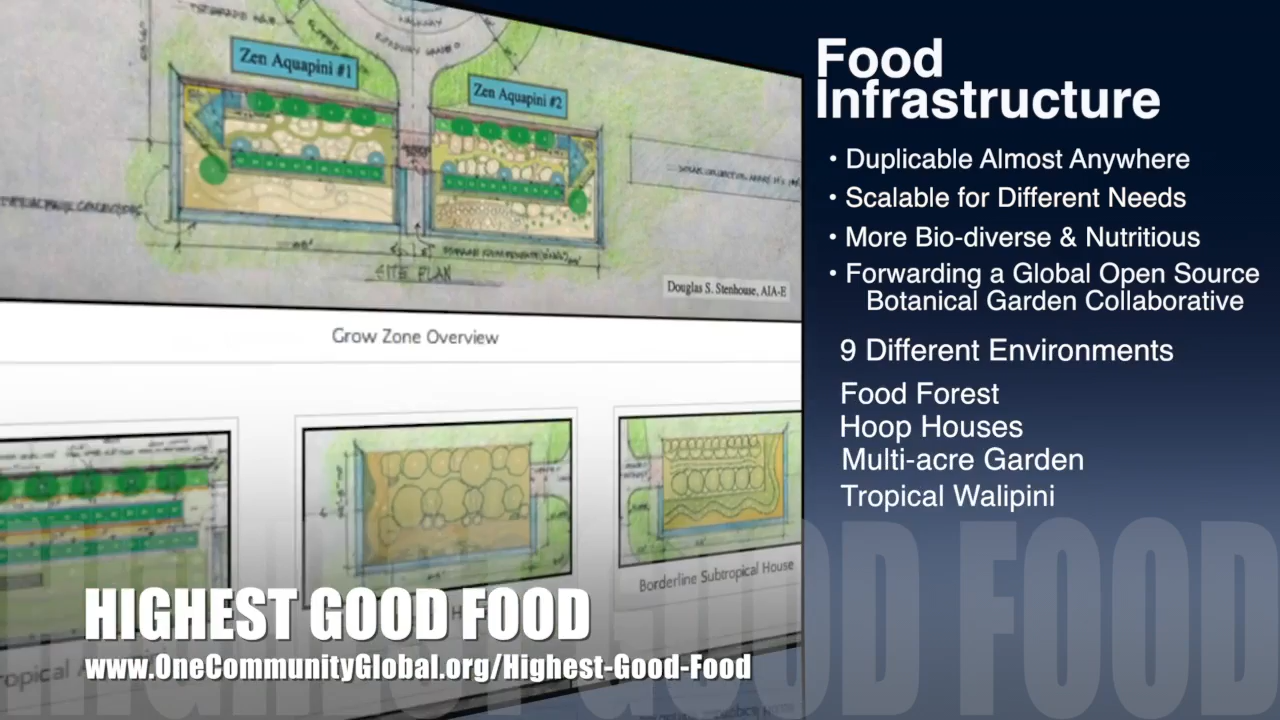 Zen Aquapini #1
Zen Aquapini #2
SITE PLAN
Douglas S. Stenhouse, AIA-E
Grow Zone Overview
Borderline Subtropical House
HIGHEST GOOD FOOD
www.OneCommunityGlobal.org/Highest-Good-Food
Food
Infrastructure
• Duplicable Almost Anywhere
• Scalable for Different Needs
• More Bio-diverse & Nutritious
• Forwarding a Global Open Source
Botanical Garden Collaborative
9 Different Environments
Food Forest
Hoop Houses
Multi-acre Garden
Tropical Walipini
HIGHEST GOOD FOOD